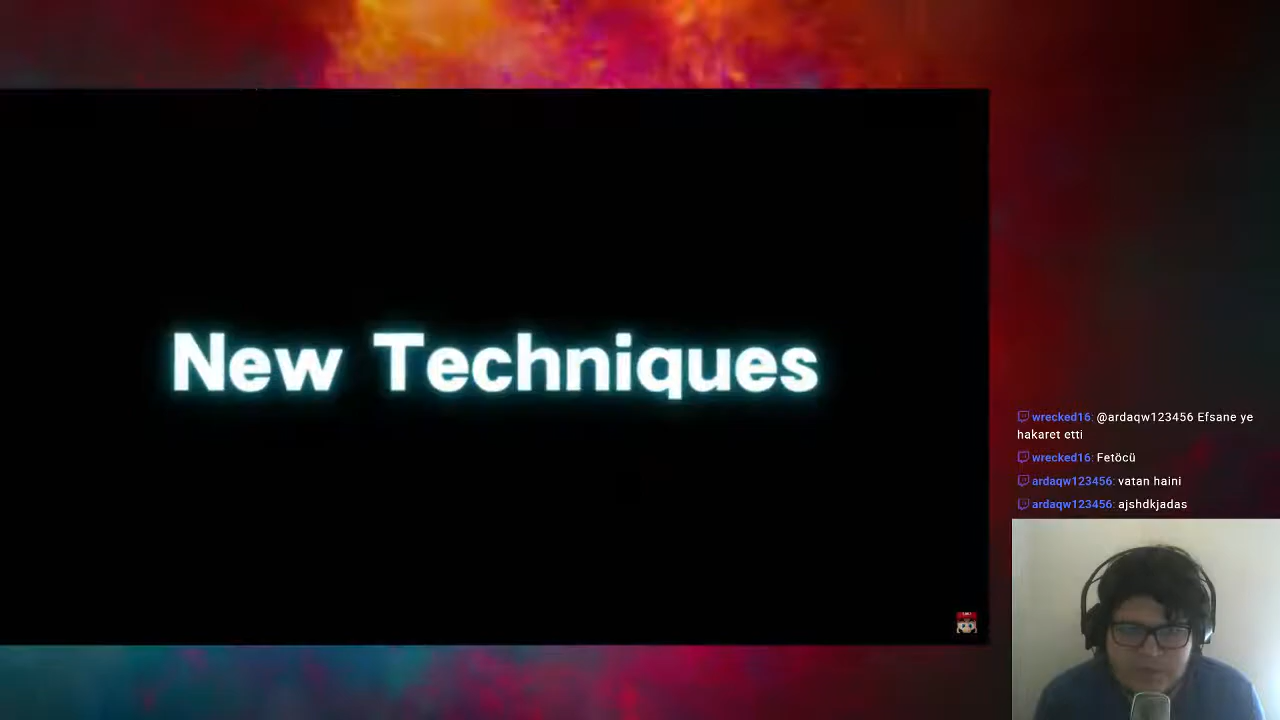 New Techniques
wrecked16: @ardaqw123456 Efsane ye
hakaret etti
wrecked16: Fetöcü
ardaqw123456: vatan haini
ardaqw123456: ajshdkjadas